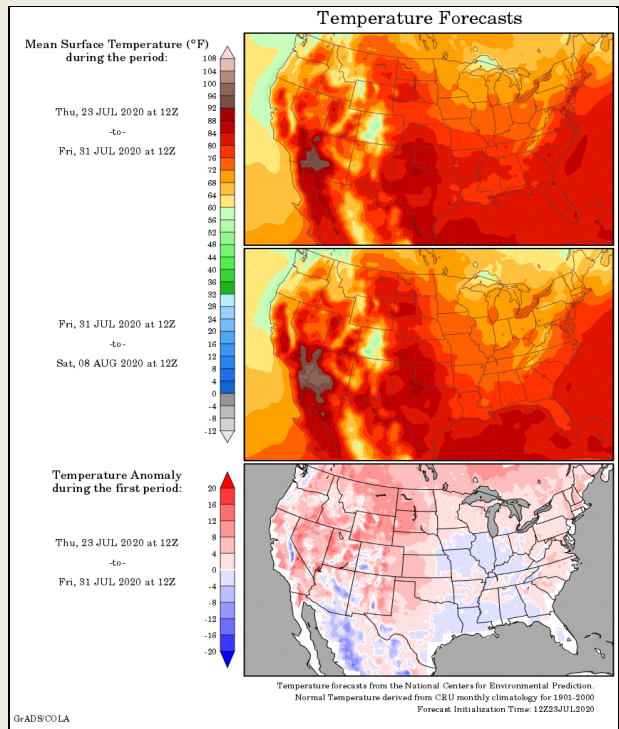 Temperature Forecasts
Mean Surface Temperature (°F)
during the period:
108
104
100
96
92
88
84
80
76
72
68
64
60
56
52
48
44
40
36
32
28
24
20
16
12
8
4
0
-4
-8
-12
Thu, 23 JUL 2020 at 12Z
-to-
Fri, 31 JUL 2020 at 12Z
Fri, 31 JUL 2020 at 12Z
-to-
Sat, 08 AUG 2020 at 12Z
Temperature Anomaly
during the first period:
20
16
12
8
4
0
-4
-8
-12
-16
-20
Thu, 23 JUL 2020 at 12Z
-to-
Fri, 31 JUL 2020 at 12Z
Temperature forecasts from the National Centers for Environmental Prediction.
Normal Temperature derived from CRU monthly climatology for 1901-2000
Forecast Initialization Time: 12Z23JUL2020
GrADS/COLA